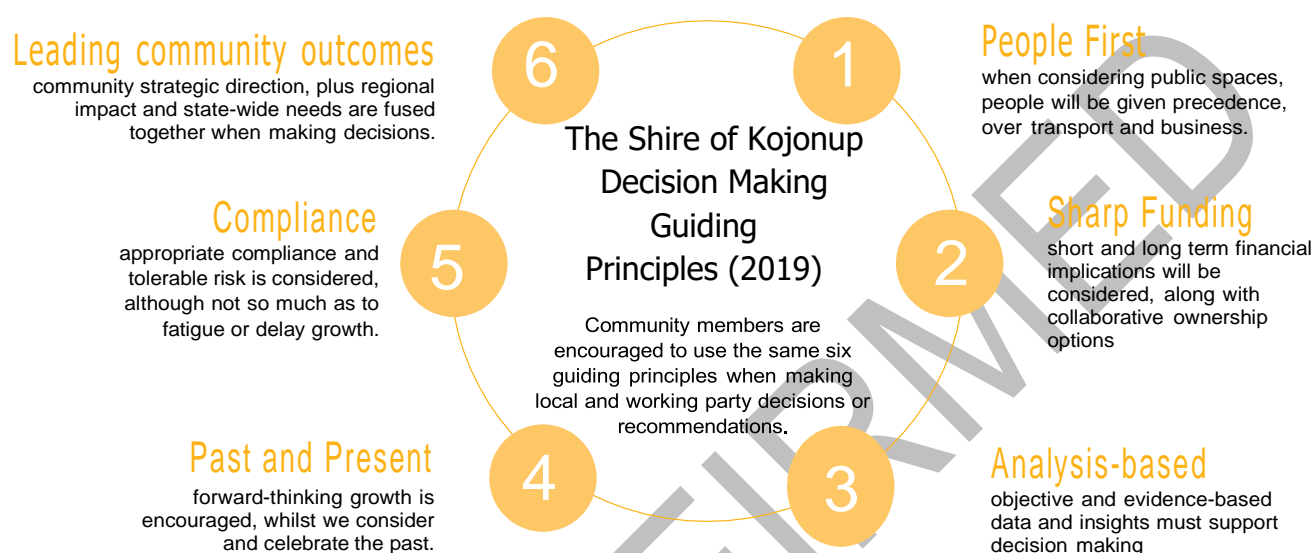 The Shire of Kojonup
Decision Making
Guiding
Principles (2019)
Community members are
encouraged to use the same six
guiding principles when making
local and working party decisions or
recommendations.
1
People First
when considering public spaces,
people will be given precedence,
over transport and business.
2
Sharp Funding
short and long term financial
implications will be
considered, along with
collaborative ownership
options
3
Analysis-based
objective and evidence-based
data and insights must support
decision making
4
Past and Present
forward-thinking growth is
encouraged, whilst we consider
and celebrate the past.
5
Compliance
appropriate compliance and
tolerable risk is considered,
although not so much as to
fatigue or delay growth.
6
Leading community outcomes
community strategic direction, plus regional
impact and state-wide needs are fused
together when making decisions.